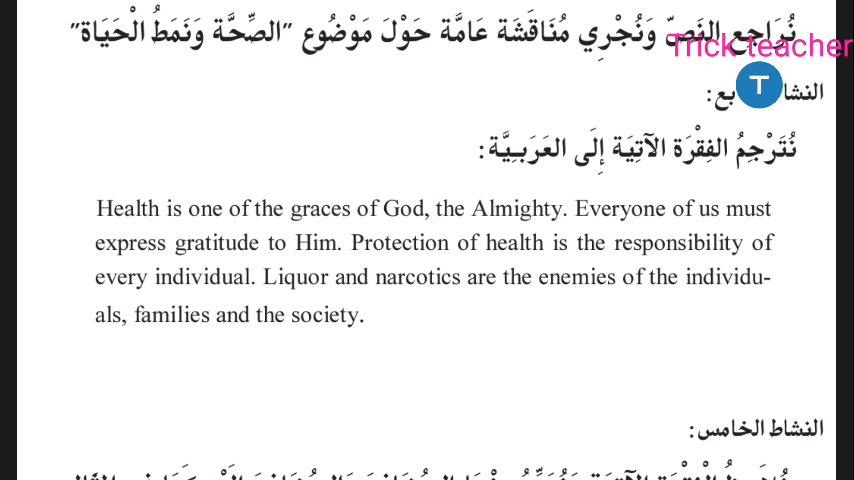 نُرَاجِع النَصّ وَنُجْرِي مُنَاقَشَة عَامَّة حَوْلَ مَوْضُوع ”الصِّحَّة وَنَمَطُ الْحَيَاة”
Trick teacher
النشا بع:
T
نُتَرْجِمُ الفِقْرَة الآتِيَة إِلَى العَرَبِيَّة:
Health is one of the graces of God, the Almighty. Everyone of us must
express gratitude to Him. Protection of health is the responsibility of
every individual. Liquor and narcotics are the enemies of the individu-
als, families and the society.
النشاط الخامس: